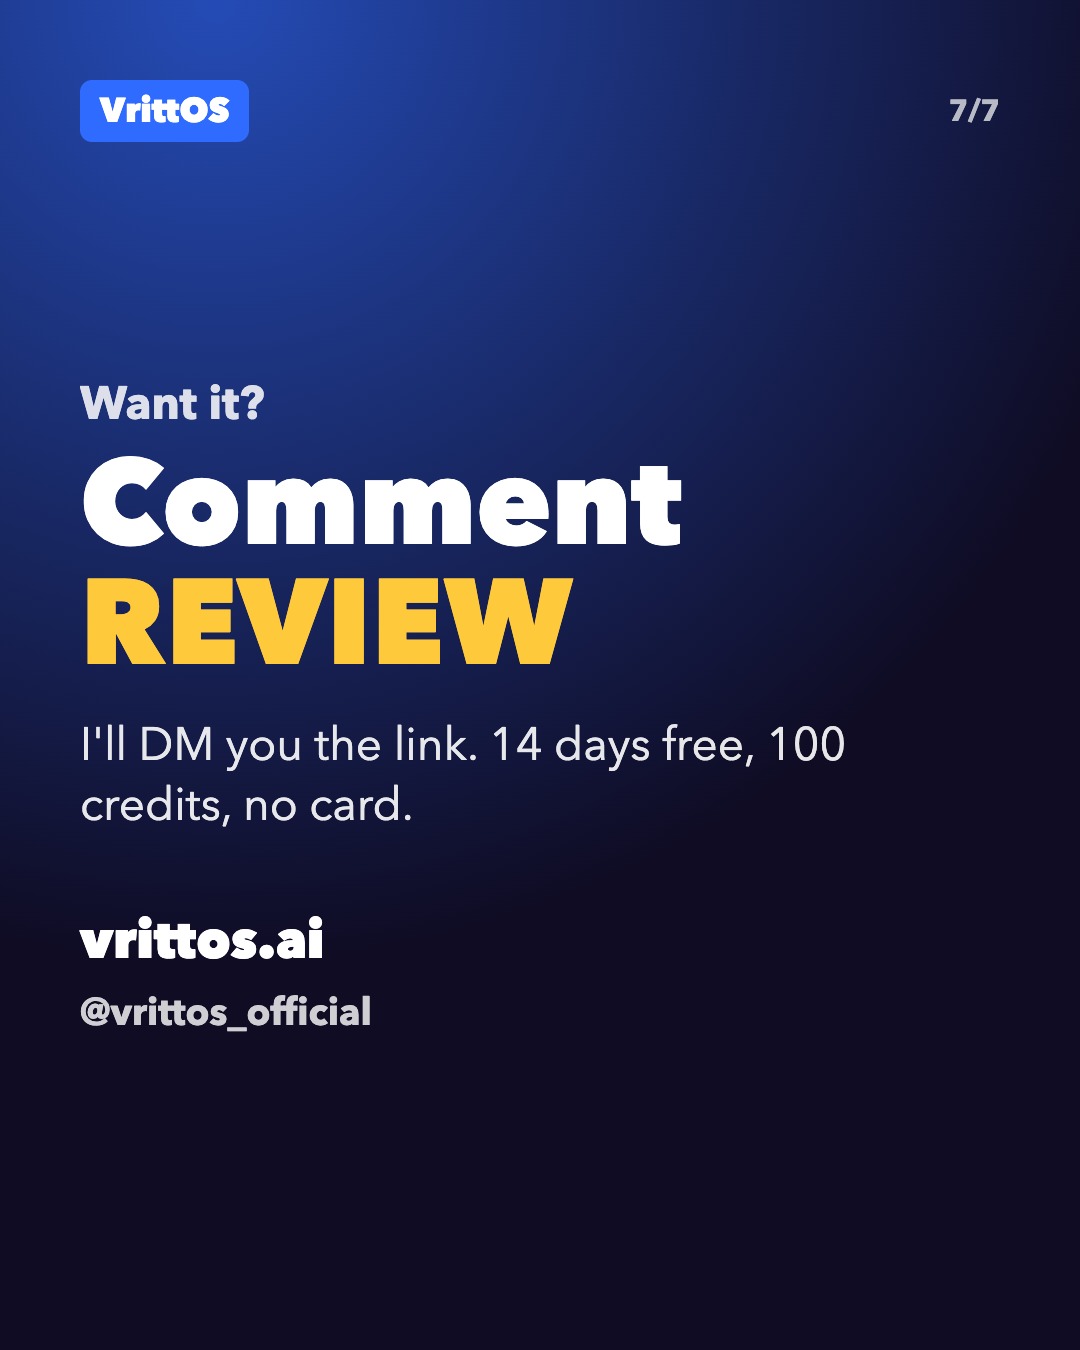 VrittOS
7/7
Want it?
Comment
REVIEW
I'll DM you the link. 14 days free, 100
credits, no card.
vrittos.ai
@vrittos_official